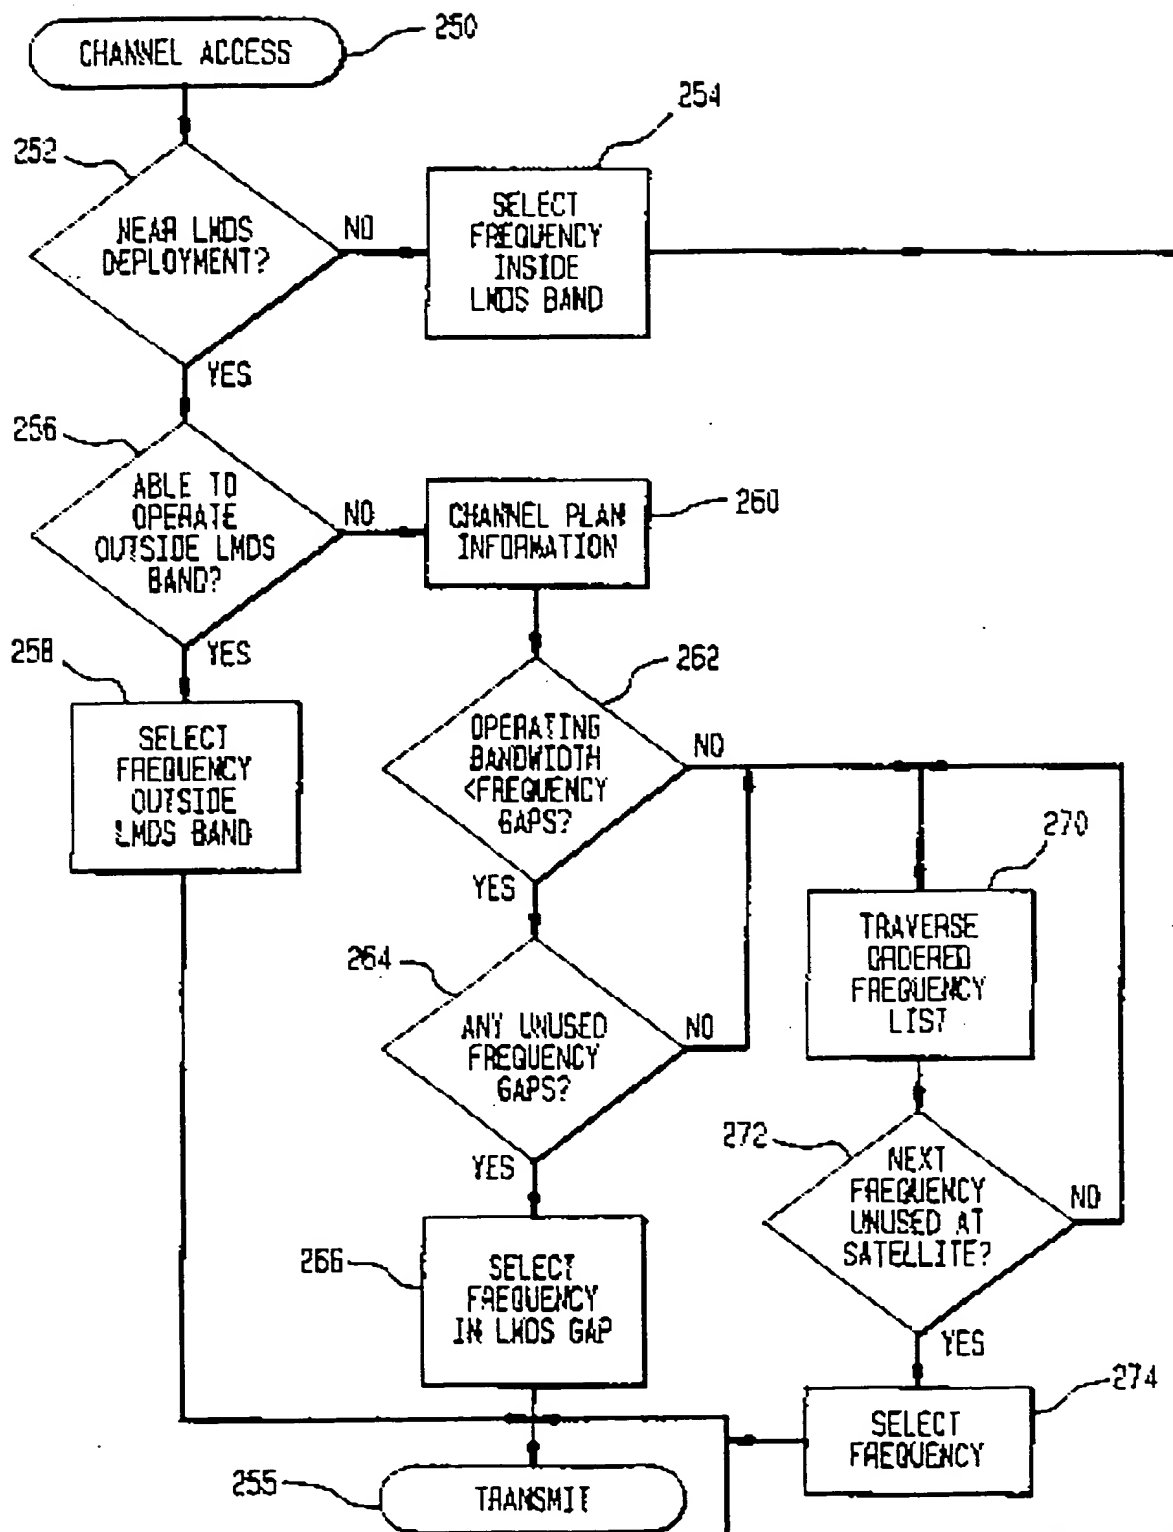 250
CHANNEL ACCESS
254
252
NEAR LMDS
DEPLOYMENT?
NO
SELECT
FREQUENCY
INSIDE
LMDS BAND
YES
256
ABLE TO
OPERATE
OUTSIDE LMDS
BAND?
NO
CHANNEL PLAN
INFORMATION
260
YES
258
SELECT
FREQUENCY
OUTSIDE
LMDS BAND
262
OPERATING
BANDWIDTH
<FREQUENCY
GAPS?
NO
YES
270
TRAVERSE
ORDERED
FREQUENCY
LIST
264
ANY UNUSED
FREQUENCY
GAPS?
NO
YES
272
NEXT
FREQUENCY
UNUSED AT
SATELLITE?
NO
YES
266
SELECT
FREQUENCY
IN LMDS GAP
274
SELECT
FREQUENCY
255
TRANSMIT